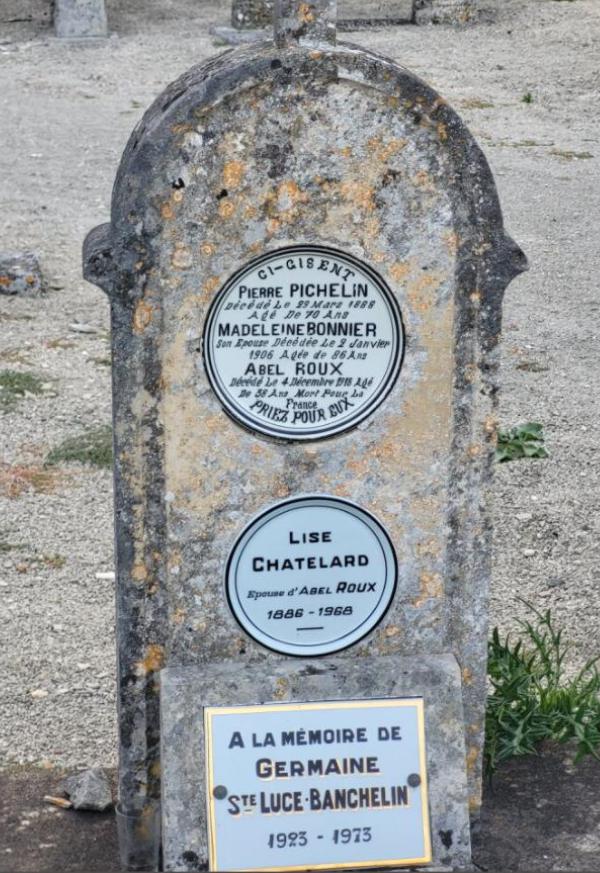 CI-GISENT
PIERRE PICHELIN
Décédé Le 29 Mars 1888
Agé De 70 Ans
MADELEINE BONNIER
Son Epouse Décédée Le 2 Janvier
1906 Agée de 86 Ans
ABEL ROUX
Décédé Le 4 Décembre 1918 Agé
De 38 Ans Mort Pour La
France
PRIEZ POUR EUX
LISE
CHATELARD
Epouse d'ABEL ROUX
1886 - 1968
A LA MÉMOIRE DE
GERMAINE
STE LUCE-BANCHELIN
1923 - 1973